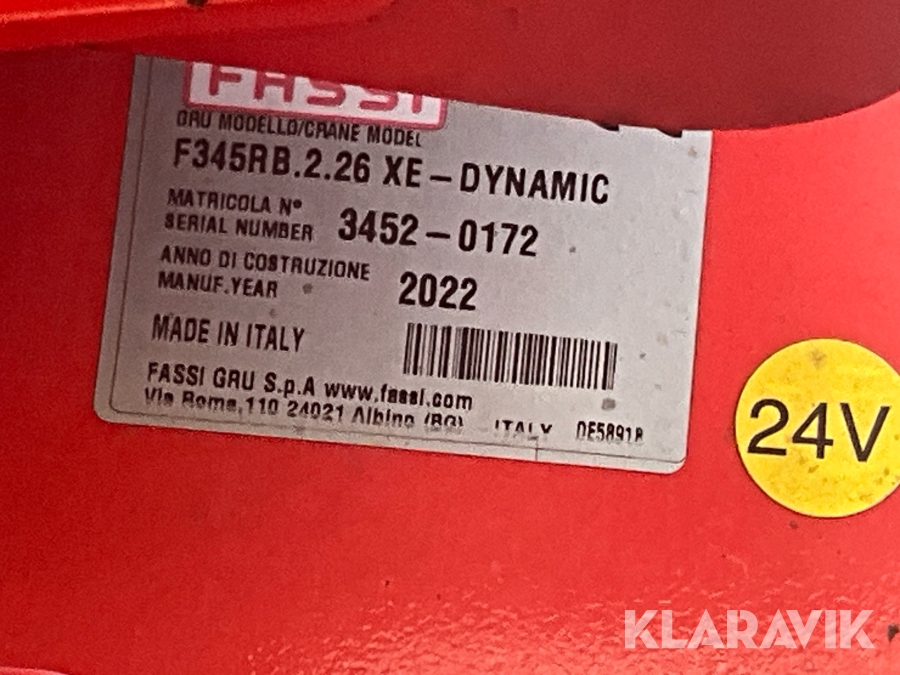 FASSI
GRU MODELLO/CRANE MODEL
F345RB.2.26 XE-DYNAMIC
MATRICOLA N°
SERIAL NUMBER 3452-0172
ANNO DI COSTRUZIONE
MANUF.YEAR 2022
MADE IN ITALY
FASSI GRU S.p.A www.fassi.com
Via Roma,110 24021 Albino (BG) ITALY
24V
KLARAVIK